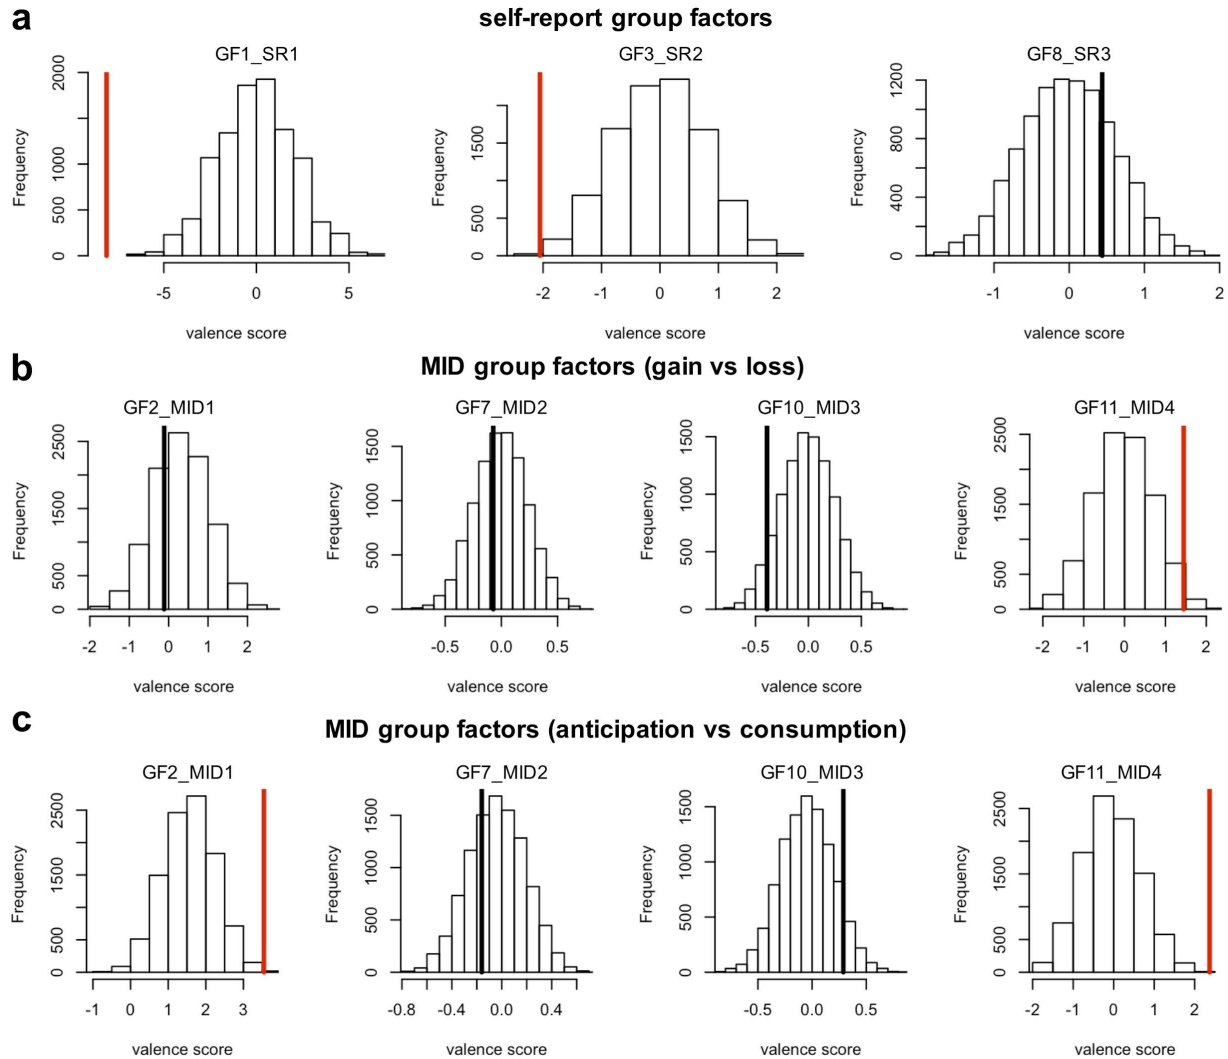 a
self-report group factors
GF1_SR1
GF3_SR2
GF8_SR3
Frequency
0 500 1000 2000
-5 0 5
valence score
Frequency
0 500 1500
-2 -1 0 1 2
valence score
Frequency
0 400 800 1200
-1 0 1 2
valence score
b
MID group factors (gain vs loss)
GF2_MID1
GF7_MID2
GF10_MID3
GF11_MID4
Frequency
0 500 1500 2500
-2 -1 0 1 2
valence score
Frequency
0 500 1000 1500
-0.5 0.0 0.5
valence score
Frequency
0 500 1000 1500
-0.5 0.0 0.5
valence score
Frequency
0 500 1500 2500
-2 -1 0 1 2
valence score
c
MID group factors (anticipation vs consumption)
GF2_MID1
GF7_MID2
GF10_MID3
GF11_MID4
Frequency
0 500 1500 2500
-1 0 1 2 3
valence score
Frequency
0 500 1000 1500
-0.8 -0.4 0.0 0.4
valence score
Frequency
0 500 1000 1500
-0.5 0.0 0.5
valence score
Frequency
0 500 1500 2500
-2 -1 0 1 2
valence score